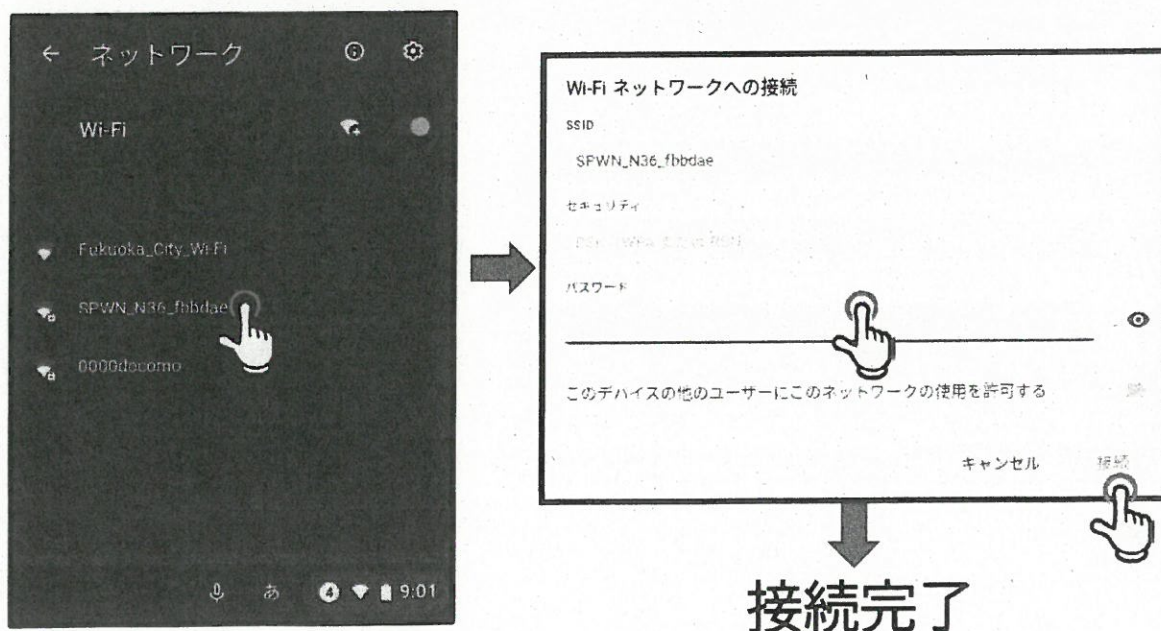 ネットワーク
Wi-Fi
Fukuoka_City_Wi-Fi
SPWN_N36_fbbdae
0000docomo
あ
4
9:01
Wi-Fi ネットワークへの接続
SSID
SPWN_N36_fbbdae
セキュリティ
パスワード
このデバイスの他のユーザーにこのネットワークの使用を許可する
キャンセル
接続
接続完了